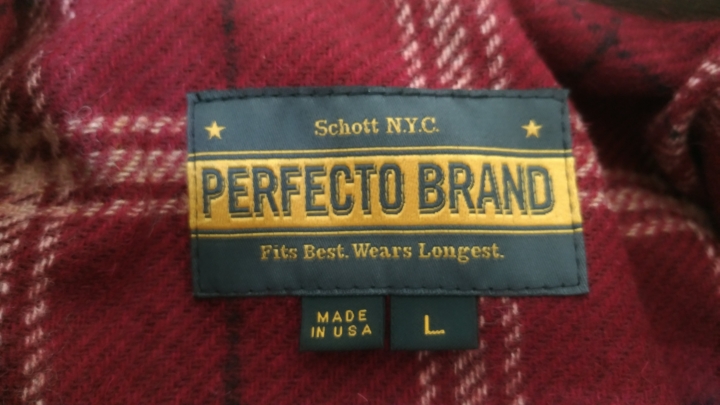 Schott N.Y.C.
PERFECTO BRAND
Fits Best. Wears Longest.
MADE
IN USA
L